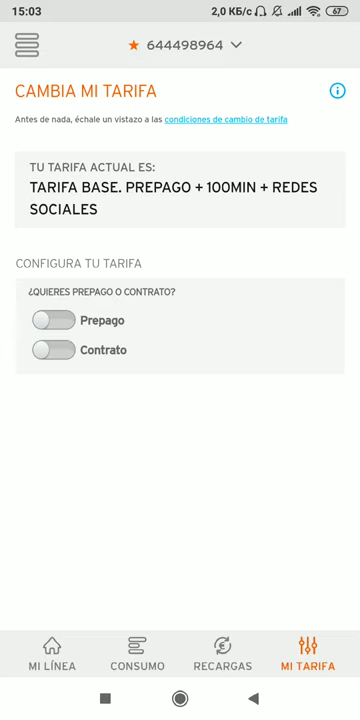 15:03
2,0 КБ/с
67
644498964
CAMBIA MI TARIFA
Antes de nada, échale un vistazo a las condiciones de cambio de tarifa
TU TARIFA ACTUAL ES:
TARIFA BASE. PREPAGO + 100MIN + REDES
SOCIALES
CONFIGURA TU TARIFA
¿QUIERES PREPAGO O CONTRATO?
Prepago
Contrato
MI LÍNEA
CONSUMO
RECARGAS
MI TARIFA